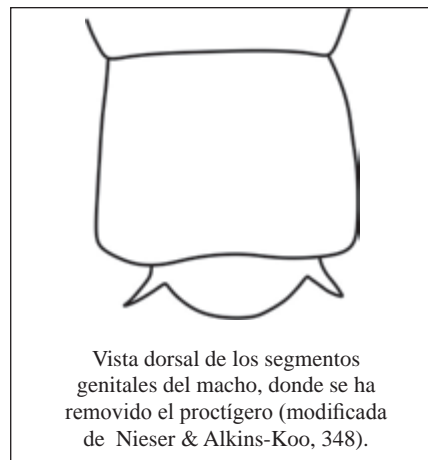 Vista dorsal de los segmentos
genitales del macho, donde se ha
removido el proctígero (modificada
de Nieser & Alkins-Koo, 348).